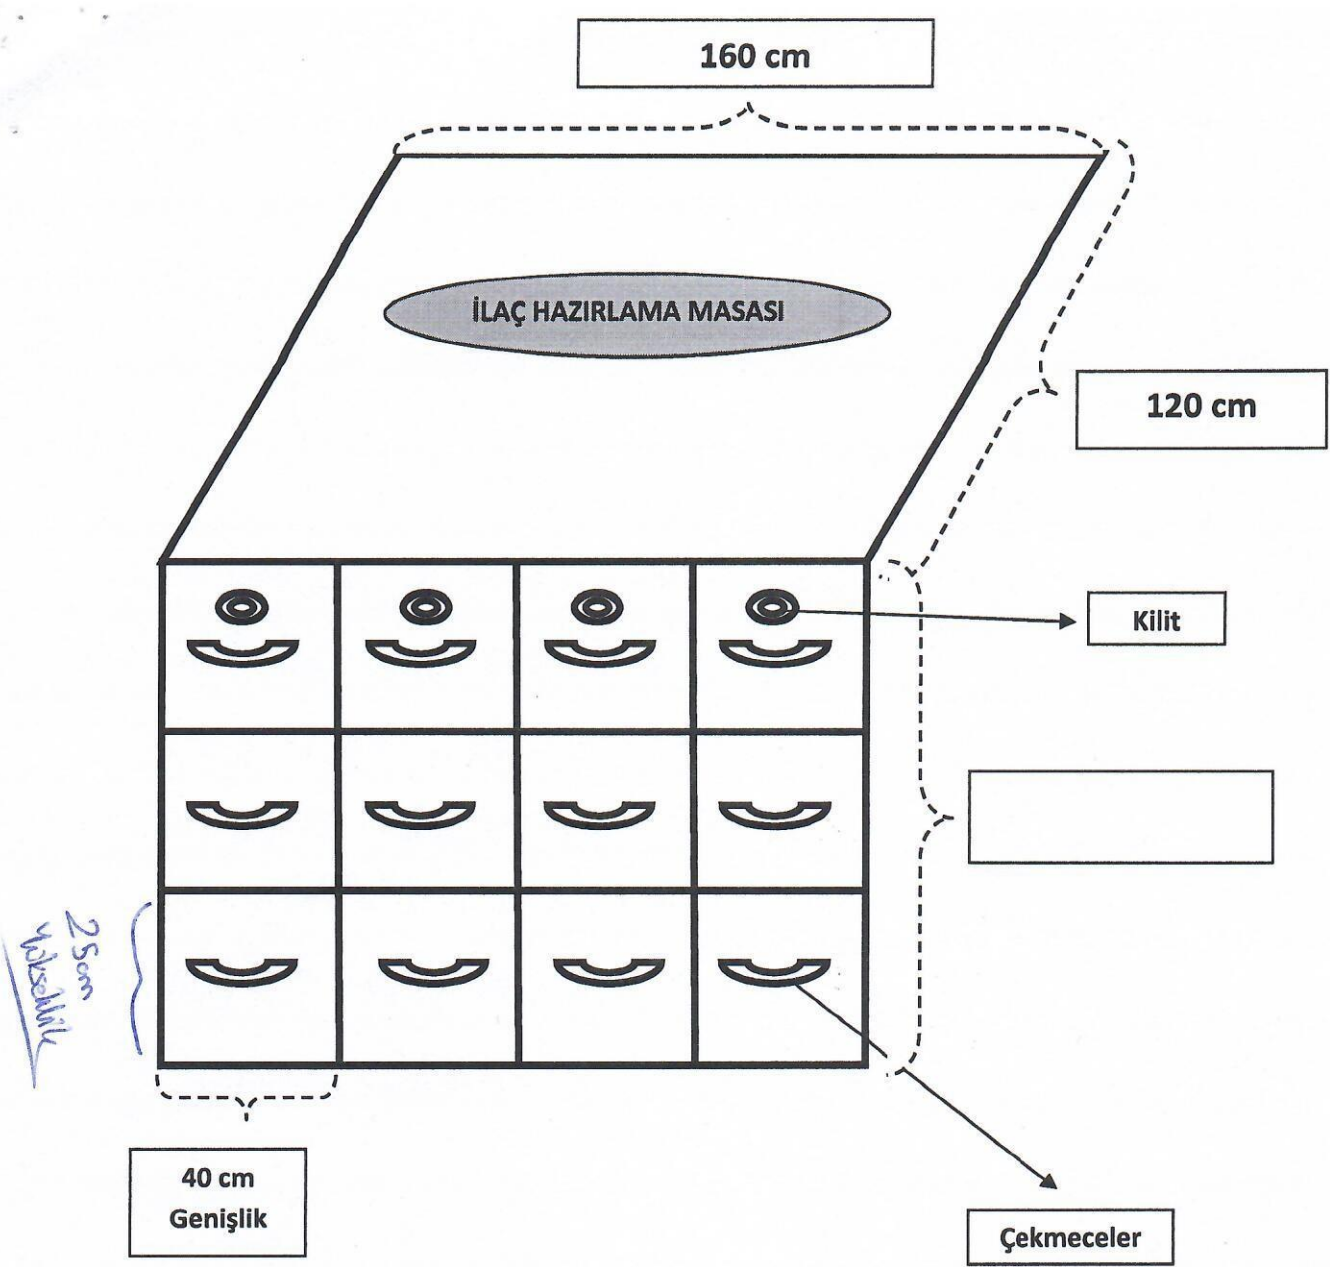 160 cm
İLAÇ HAZIRLAMA MASASI
120 cm
Kilit
25cm
Yükseklik
40 cm
Genişlik
Çekmeceler